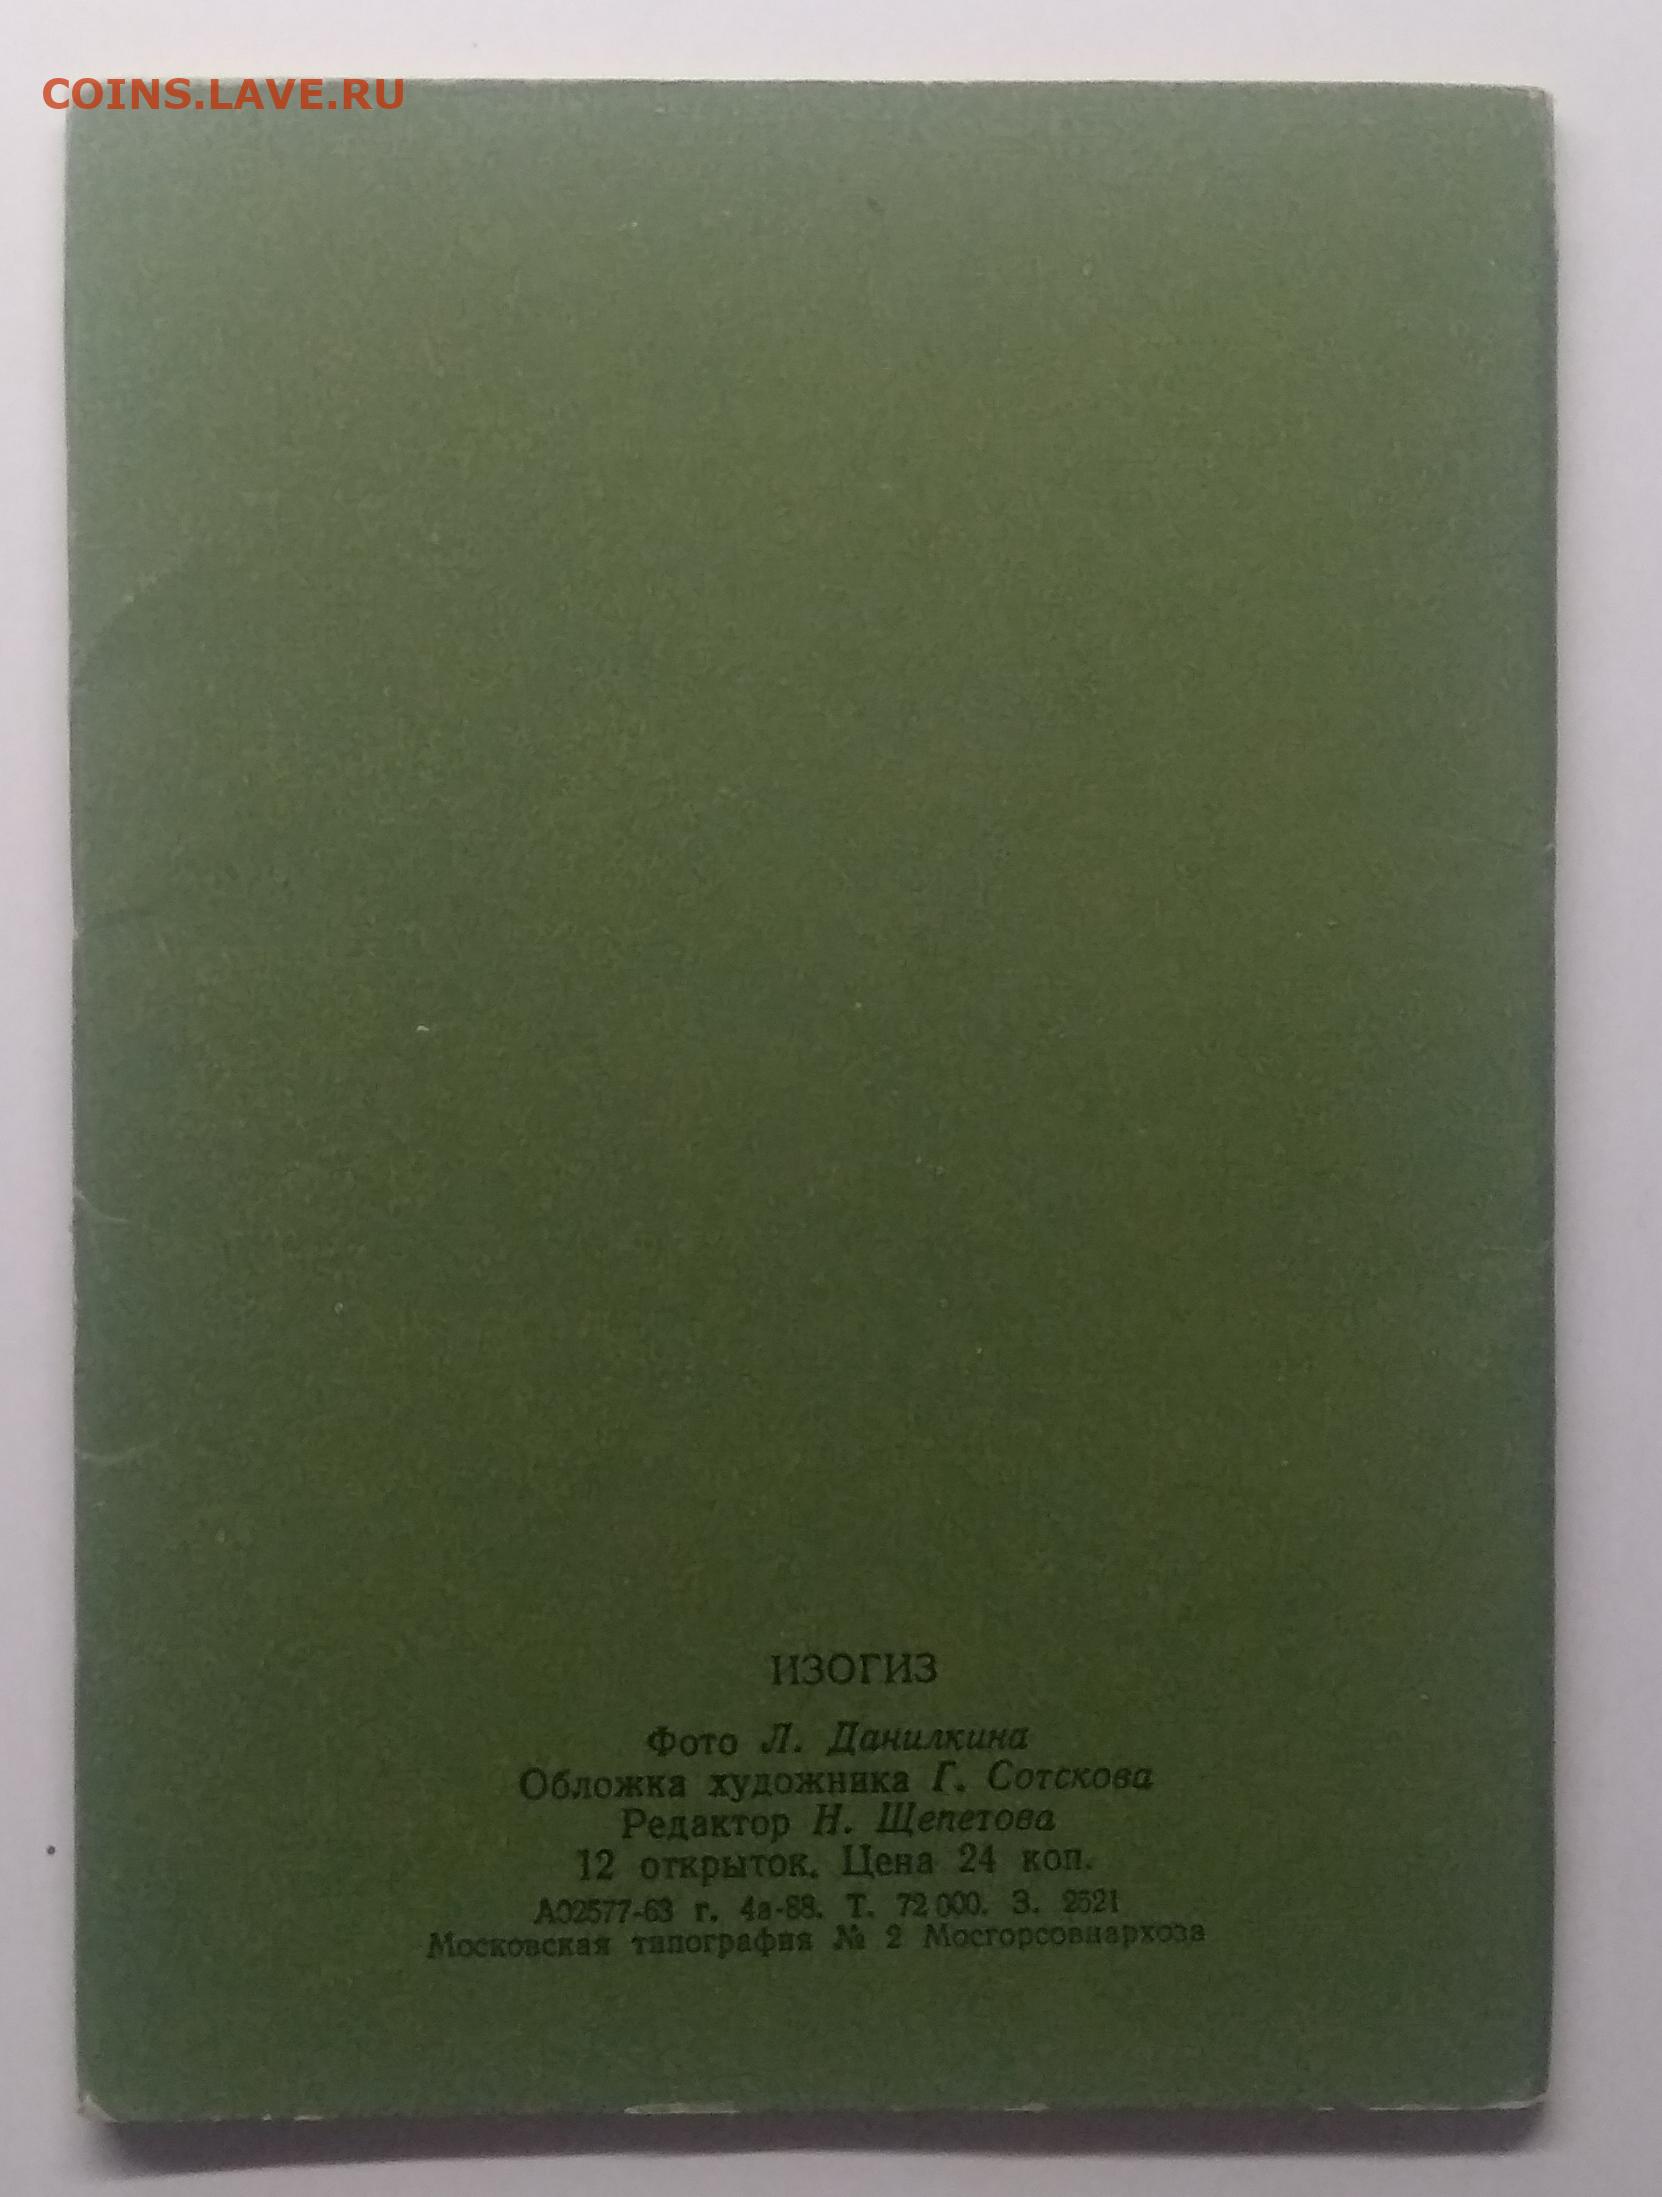 COINS.LAVE.RU
ИЗОГИЗ
Фото Л. Данилкина
Обложка художника Г. Сотскова
Редактор Н. Щепетова
12 открыток. Цена 24 коп.
А02577-63 г. 4а-88. Т. 72 000. З. 2521
Московская типография № 2 Мосгорсовнархоза